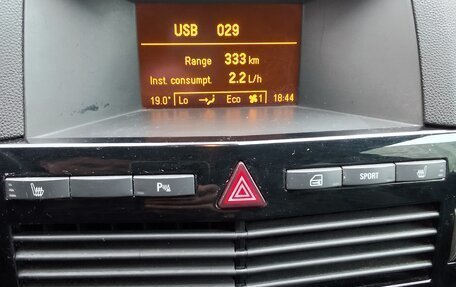 USB 029
Range 333 km
Inst. consumpt. 2.2 L/h
19.0° Lo Eco 1 18:44
P SPORT